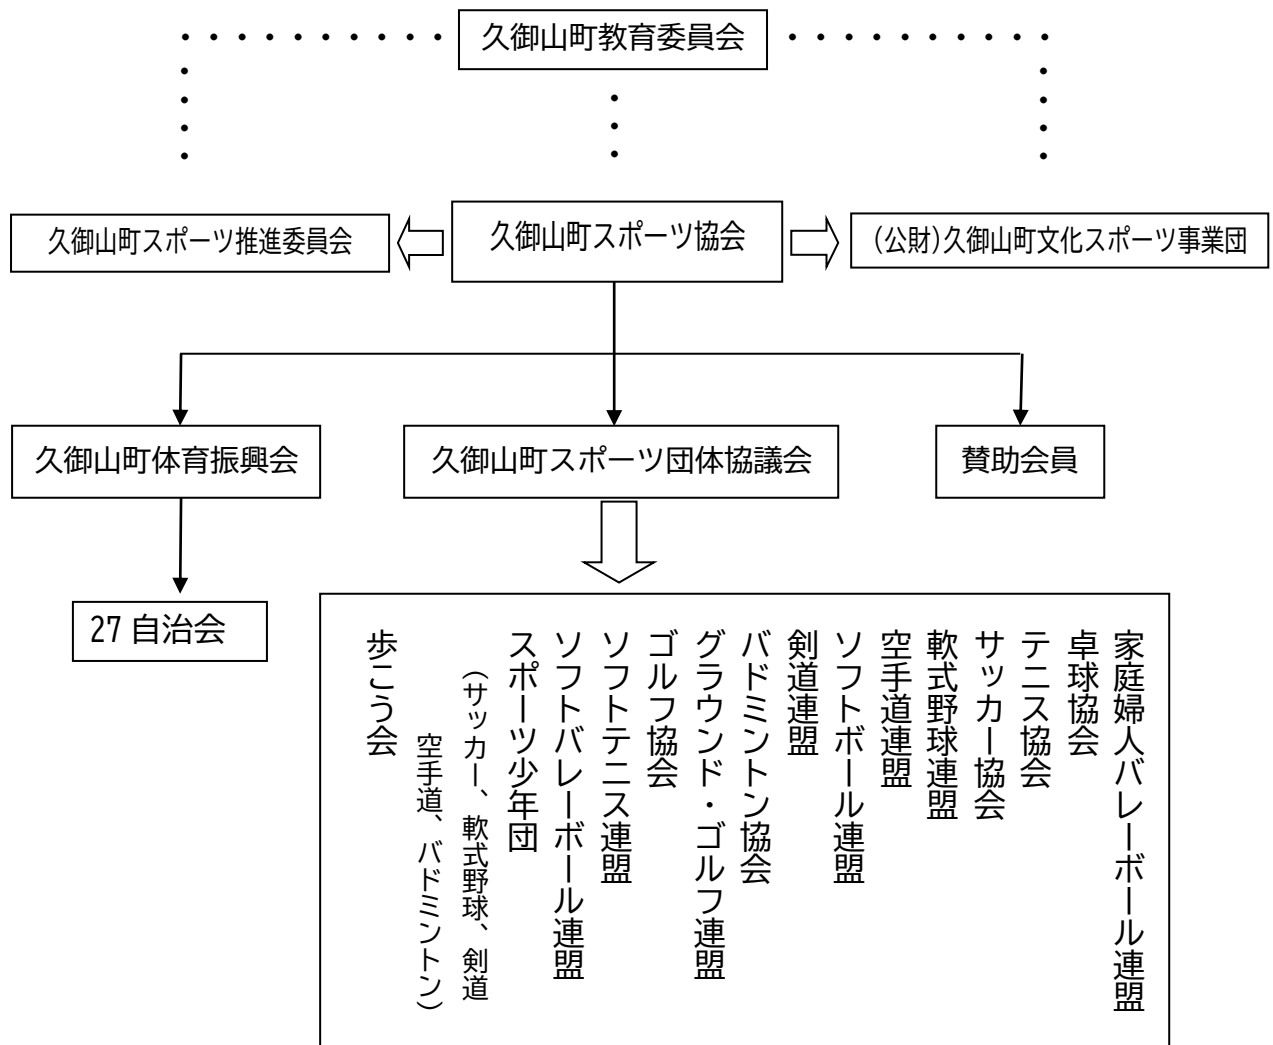 久御山町教育委員会
久御山町スポーツ推進委員会
久御山町スポーツ協会
（公財）久御山町文化スポーツ事業団
久御山町体育振興会
久御山町スポーツ団体協議会
賛助会員
27 自治会
家庭婦人バレーボール連盟
卓球協会
テニス協会
サッカー協会
軟式野球連盟
空手道連盟
ソフトボール連盟
剣道連盟
バドミントン協会
グラウンド・ゴルフ連盟
ゴルフ協会
ソフトテニス連盟
ソフトバレーボール連盟
スポーツ少年団
（サッカー、軟式野球、剣道
空手道、バドミントン）
歩こう会